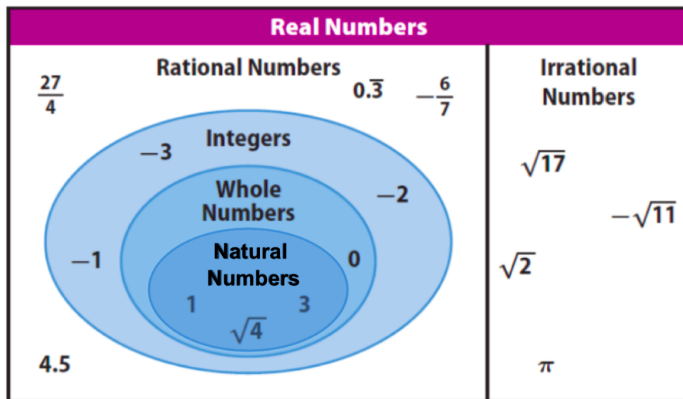 Real Numbers
Rational Numbers
27/4
0.3̅
−6/7
Integers
−3
Whole
Numbers
−2
Natural
Numbers
−1
0
1
3
√4
4.5
Irrational
Numbers
√17
−√11
√2
π